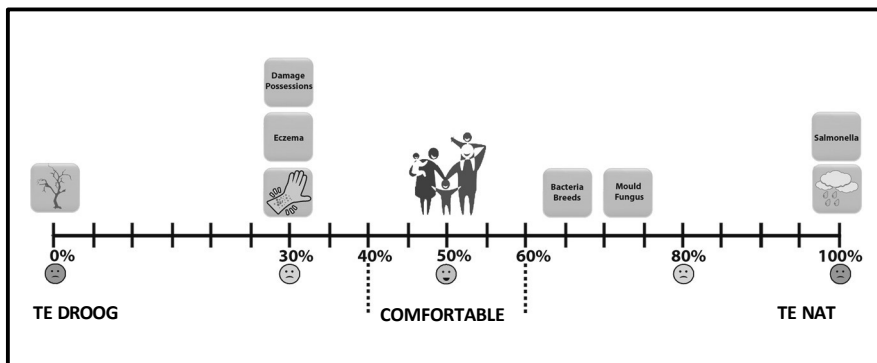 Damage
Possessions
Eczema
Salmonella
Bacteria
Breeds
Mould
Fungus
0%
30%
40%
50%
60%
80%
100%
TE DROOG
COMFORTABLE
TE NAT